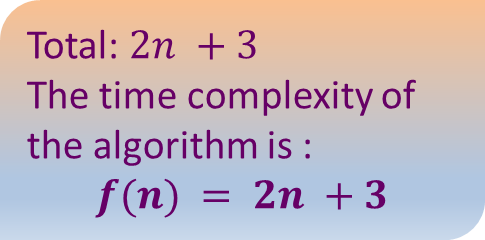 Total: 2n + 3
The time complexity of
the algorithm is :
f(n) = 2n + 3